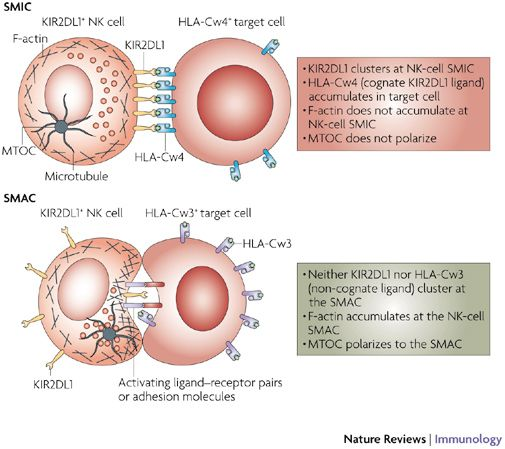 SMIC
KIR2DL1⁺ NK cell
HLA-Cw4⁺ target cell
F-actin
KIR2DL1
MTOC
HLA-Cw4
Microtubule
• KIR2DL1 clusters at NK-cell SMIC
• HLA-Cw4 (cognate KIR2DL1 ligand)
accumulates in target cell
• F-actin does not accumulate at
NK-cell SMIC
• MTOC does not polarize
SMAC
KIR2DL1⁺ NK cell
HLA-Cw3⁺ target cell
HLA-Cw3
KIR2DL1
Activating ligand–receptor pairs
or adhesion molecules
• Neither KIR2DL1 nor HLA-Cw3
(non-cognate ligand) cluster at
the SMAC
• F-actin accumulates at the NK-cell
SMAC
• MTOC polarizes to the SMAC
Nature Reviews | Immunology